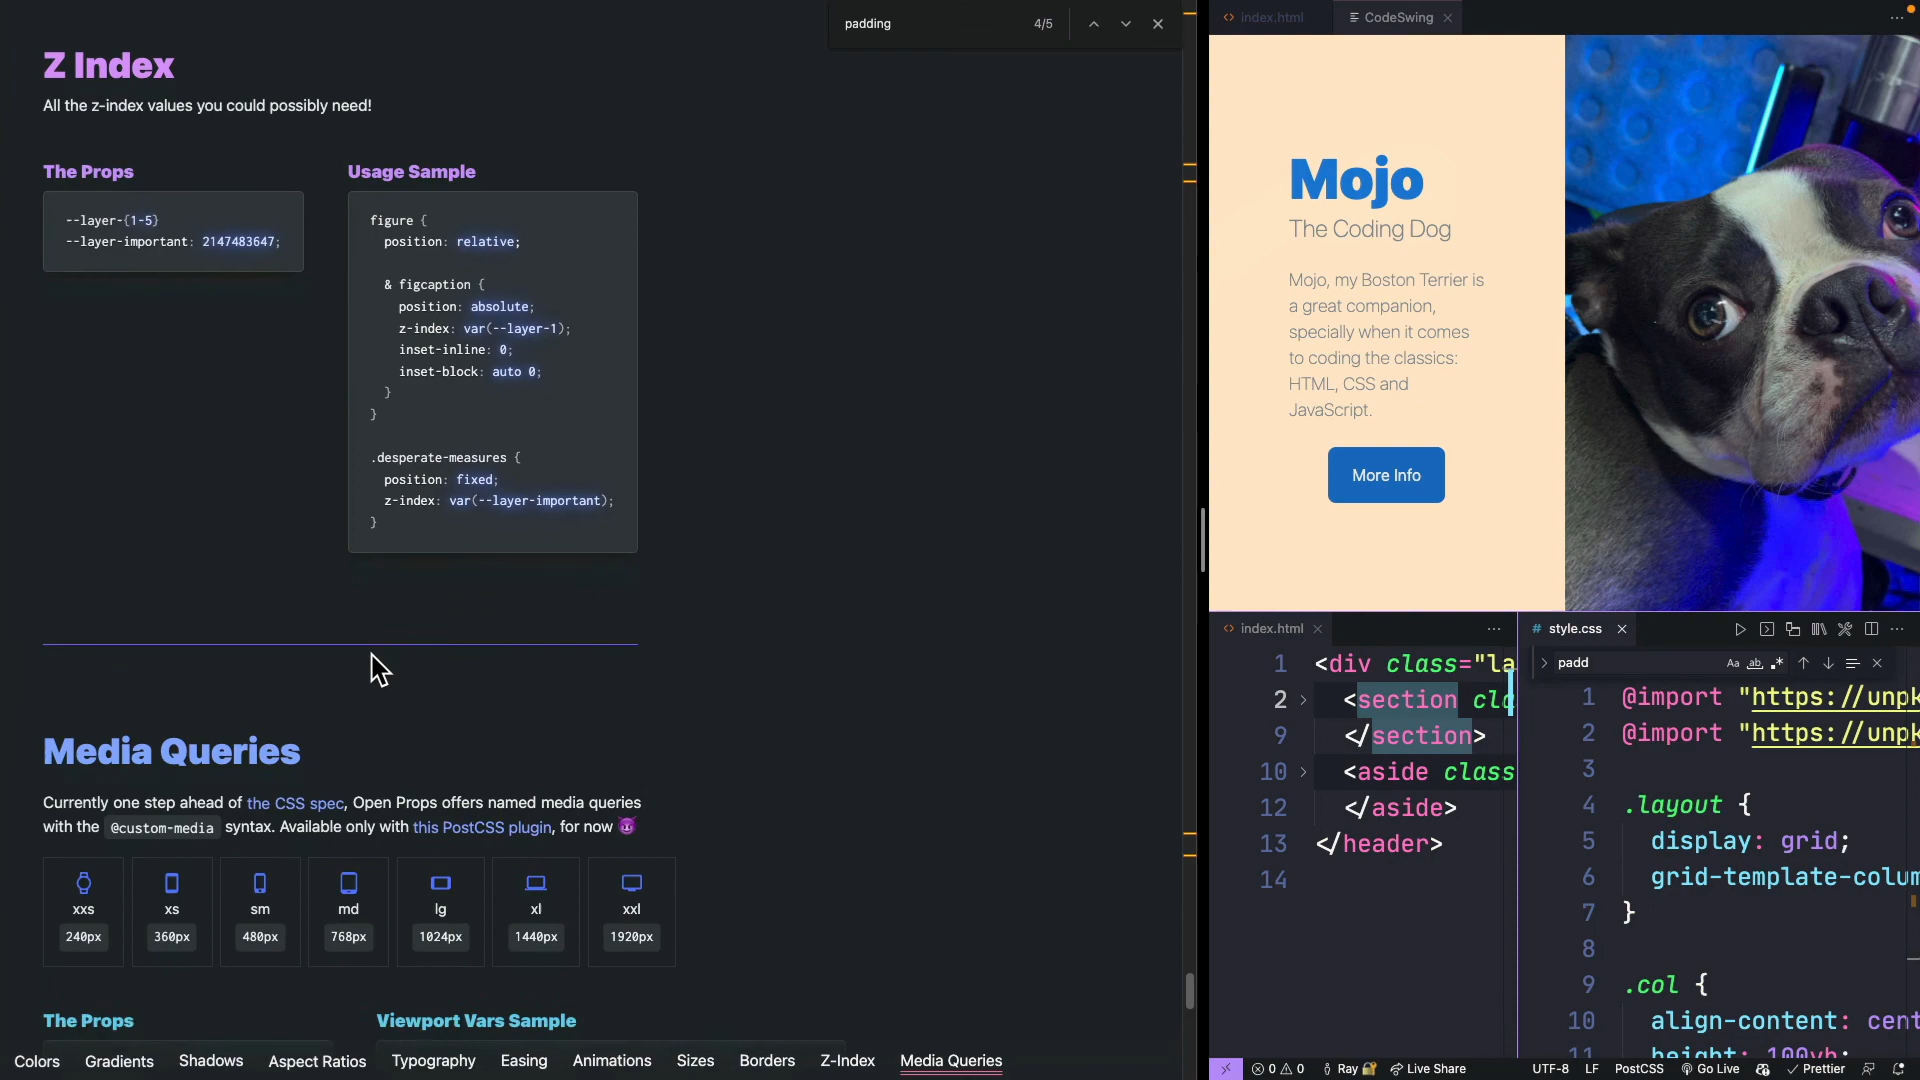 padding
4/5
Z Index
All the z-index values you could possibly need!
The Props
--layer-{1-5}
--layer-important: 2147483647;
Usage Sample
figure {
position: relative;
& figcaption {
position: absolute;
z-index: var(--layer-1);
inset-inline: 0;
inset-block: auto 0;
}
}
.desperate-measures {
position: fixed;
z-index: var(--layer-important);
}
Media Queries
Currently one step ahead of the CSS spec, Open Props offers named media queries
with the @custom-media syntax. Available only with this PostCSS plugin, for now 😈
xxs
240px
xs
360px
sm
480px
md
768px
lg
1024px
xl
1440px
xxl
1920px
The Props
Viewport Vars Sample
Colors Gradients Shadows Aspect Ratios Typography Easing Animations Sizes Borders Z-Index Media Queries
index.html
CodeSwing
Mojo
The Coding Dog
Mojo, my Boston Terrier is
a great companion,
specially when it comes
to coding the classics:
HTML, CSS and
JavaScript.
More Info
index.html
1 <div class="la
2 <section cla
9 </section>
10 <aside class
12 </aside>
13 </header>
14
# style.css
padd
Aa ab .*
1 @import "https://unpk
2 @import "https://unpk
3
4 .layout {
5 display: grid;
6 grid-template-colum
7 }
8
9 .col {
10 align-content: cent
11 height: 100vh;
0 0 Ray Live Share UTF-8 LF PostCSS Go Live Prettier